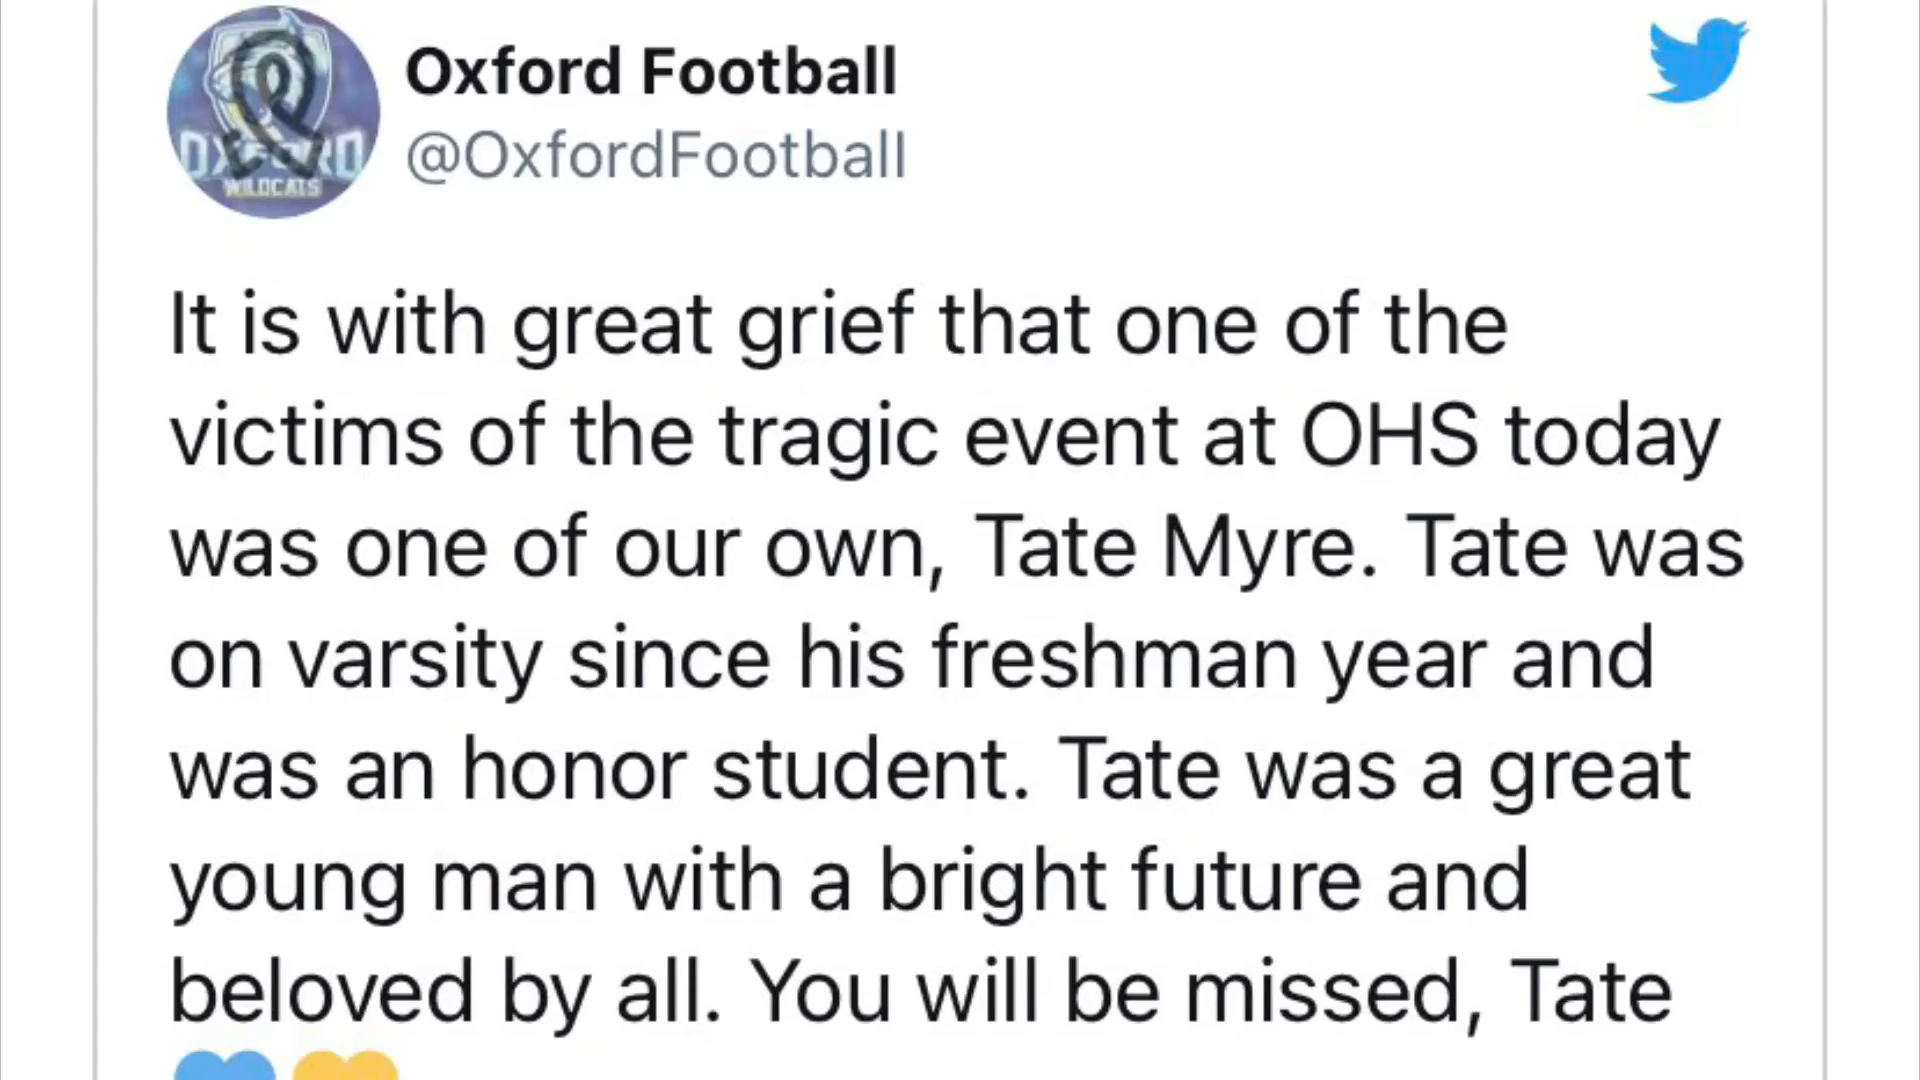 Oxford Football
@OxfordFootball
OXFORD
WILDCATS
It is with great grief that one of the
victims of the tragic event at OHS today
was one of our own, Tate Myre. Tate was
on varsity since his freshman year and
was an honor student. Tate was a great
young man with a bright future and
beloved by all. You will be missed, Tate